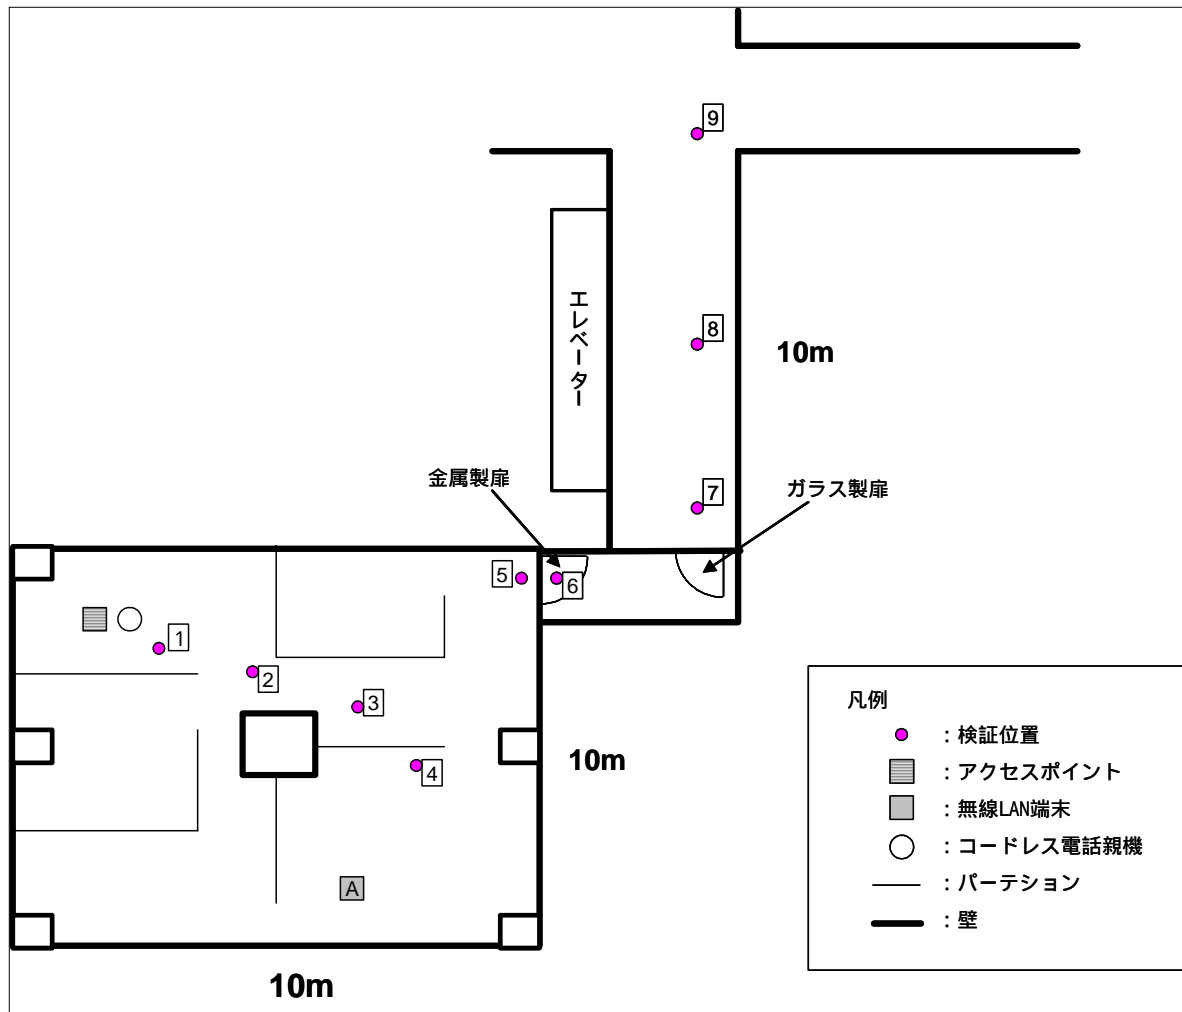 9
8
エレベーター
10m
金属製扉
7
ガラス製扉
5
6
1
2
3
10m
4
A
10m
凡例
：検証位置
：アクセスポイント
：無線LAN端末
：コードレス電話親機
：パーテション
：壁